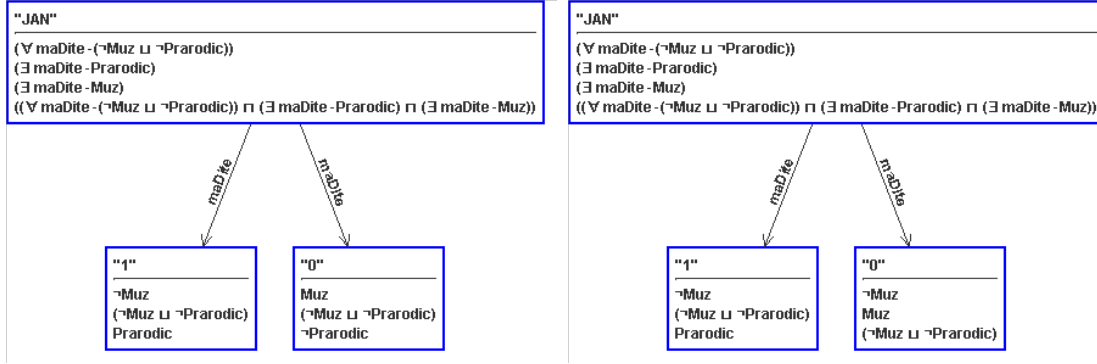 "JAN"
(∀ maDite -(¬Muz ⊔ ¬Prarodic))
(∃ maDite -Prarodic)
(∃ maDite -Muz)
((∀ maDite -(¬Muz ⊔ ¬Prarodic)) ⊓ (∃ maDite -Prarodic) ⊓ (∃ maDite -Muz))
maDite
maDite
"1"
¬Muz
(¬Muz ⊔ ¬Prarodic)
Prarodic
"0"
Muz
(¬Muz ⊔ ¬Prarodic)
¬Prarodic
"JAN"
(∀ maDite -(¬Muz ⊔ ¬Prarodic))
(∃ maDite -Prarodic)
(∃ maDite -Muz)
((∀ maDite -(¬Muz ⊔ ¬Prarodic)) ⊓ (∃ maDite -Prarodic) ⊓ (∃ maDite -Muz))
maDite
maDite
"1"
¬Muz
(¬Muz ⊔ ¬Prarodic)
Prarodic
"0"
¬Muz
Muz
(¬Muz ⊔ ¬Prarodic)